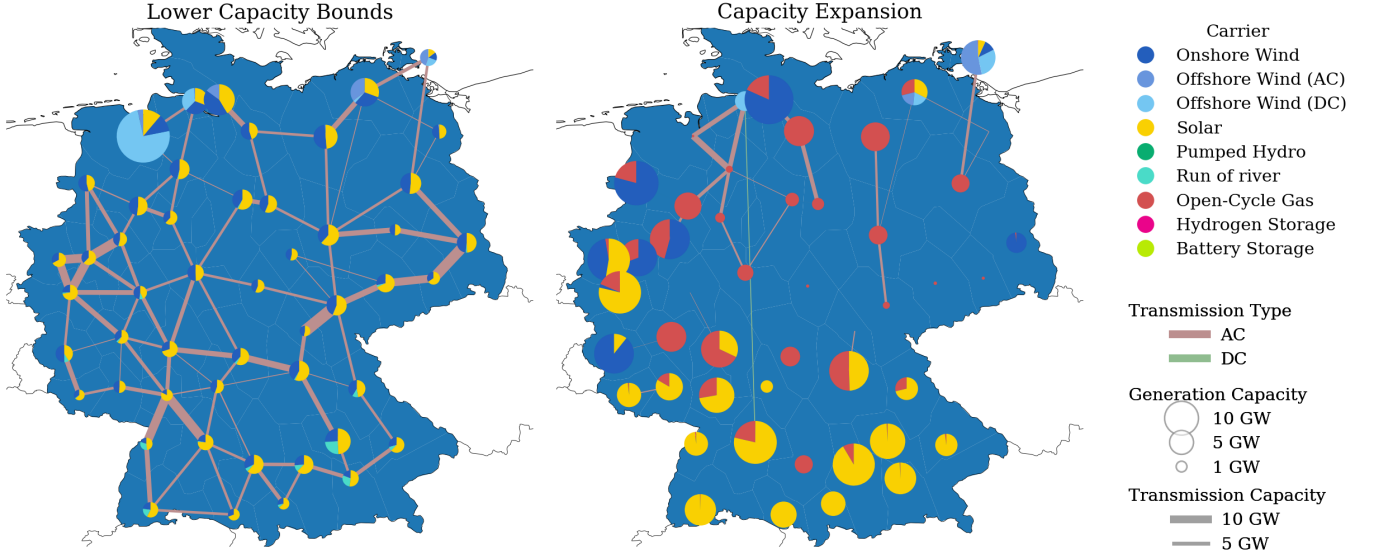 Lower Capacity Bounds
Capacity Expansion
Carrier
Onshore Wind
Offshore Wind (AC)
Offshore Wind (DC)
Solar
Pumped Hydro
Run of river
Open-Cycle Gas
Hydrogen Storage
Battery Storage
Transmission Type
AC
DC
Generation Capacity
10 GW
5 GW
1 GW
Transmission Capacity
10 GW
5 GW